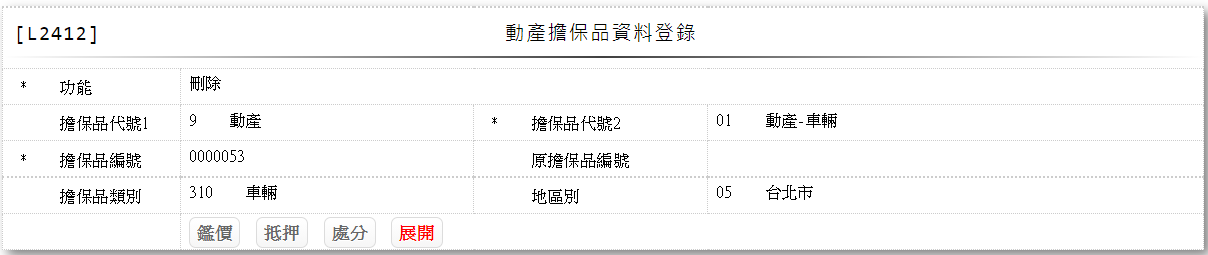 [L2412] 動產擔保品資料登錄
* 功能 刪除
擔保品代號1 9 動產 * 擔保品代號2 01 動產-車輛
* 擔保品編號 0000053 原擔保品編號
擔保品類別 310 車輛 地區別 05 台北市
鑑價 抵押 處分 展開